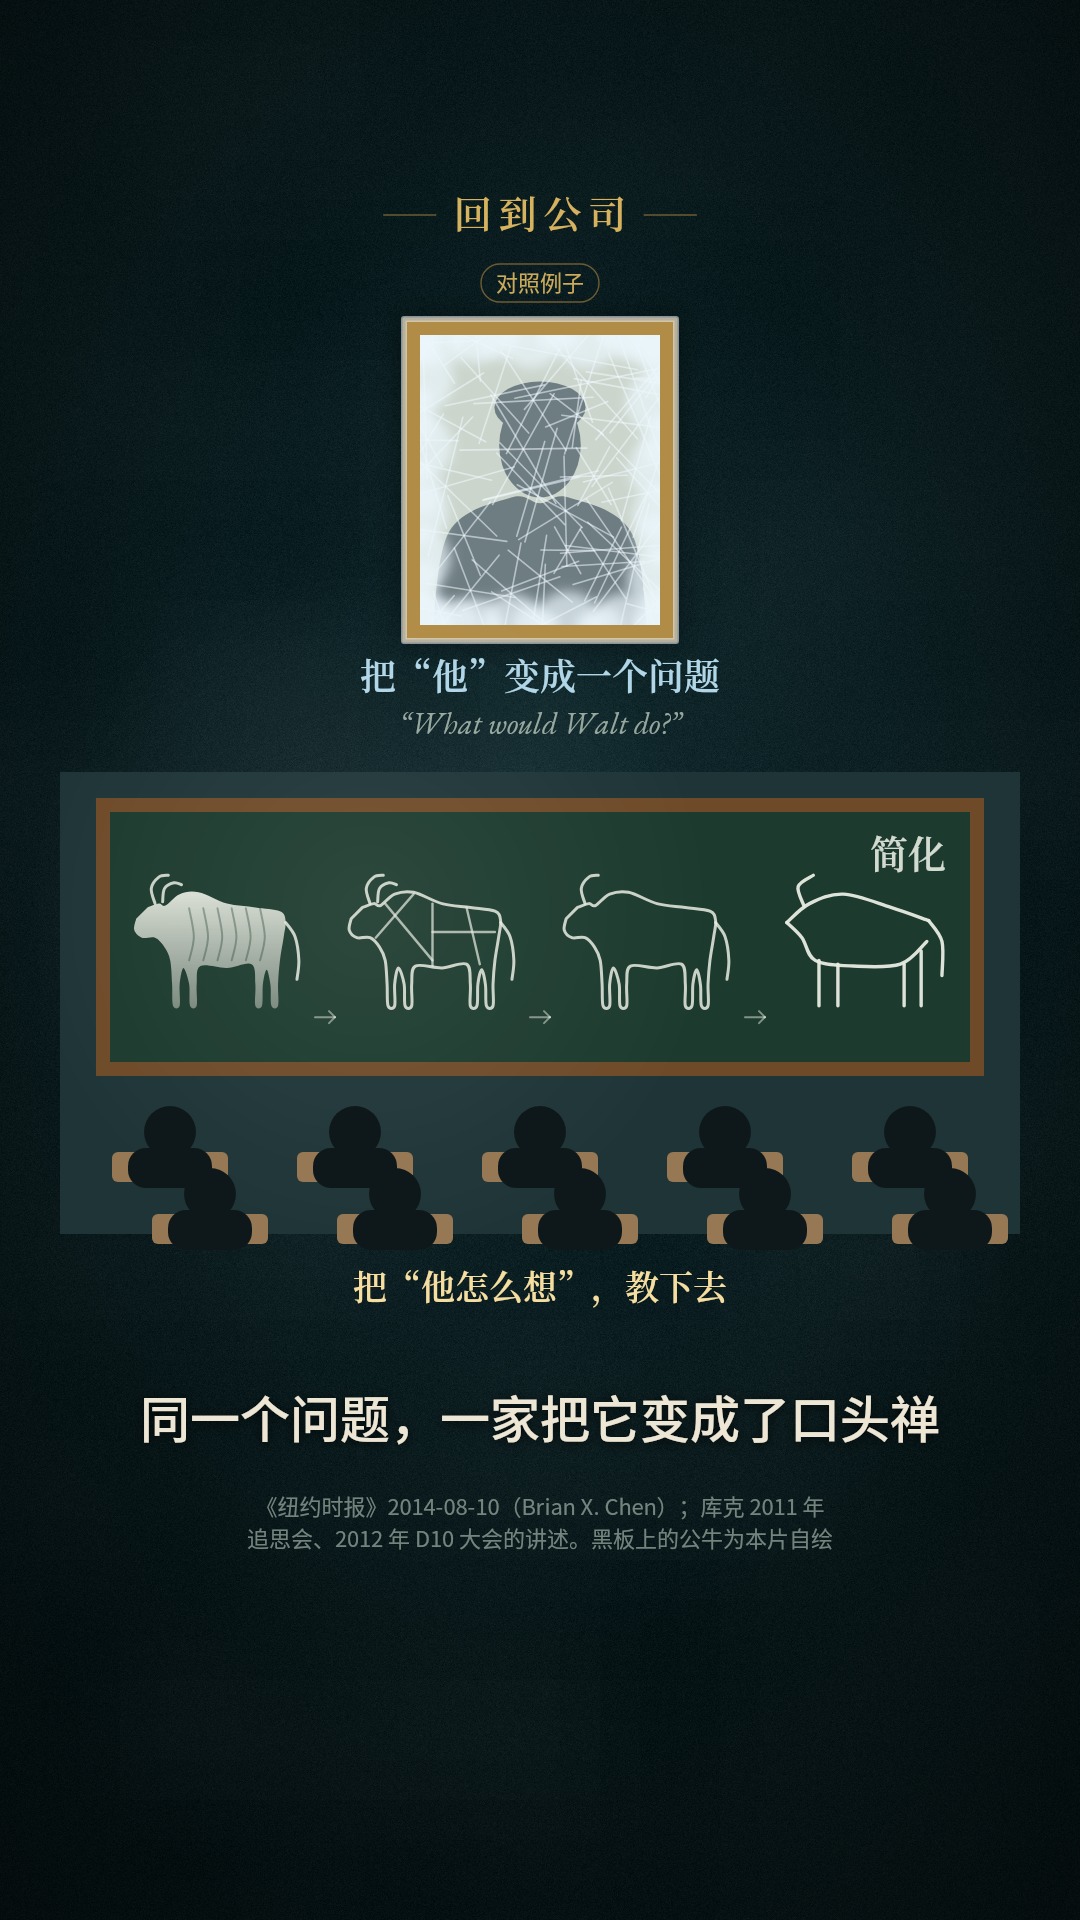 回到公司
对照例子
把“他”变成一个问题
“What would Walt do?”
简化
把“他怎么想”，教下去
同一个问题，一家把它变成了口头禅
《纽约时报》2014-08-10（Brian X. Chen）；库克 2011 年
追思会、2012 年 D10 大会的讲述。黑板上的公牛为本片自绘